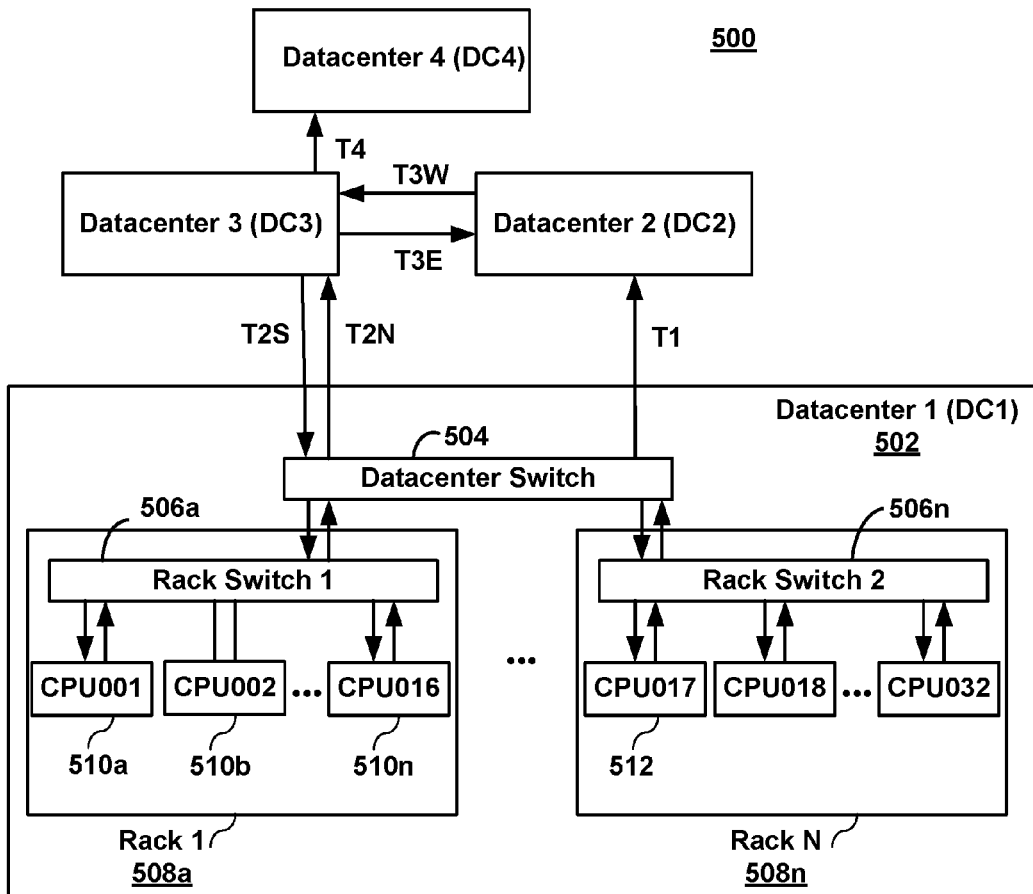 Datacenter 4 (DC4)
500
T4
T3W
Datacenter 3 (DC3)
Datacenter 2 (DC2)
T3E
T2S
T2N
T1
Datacenter 1 (DC1)
502
504
Datacenter Switch
506a
506n
Rack Switch 1
Rack Switch 2
...
CPU001
CPU002
...
CPU016
CPU017
CPU018
...
CPU032
510a
510b
510n
512
Rack 1
508a
Rack N
508n